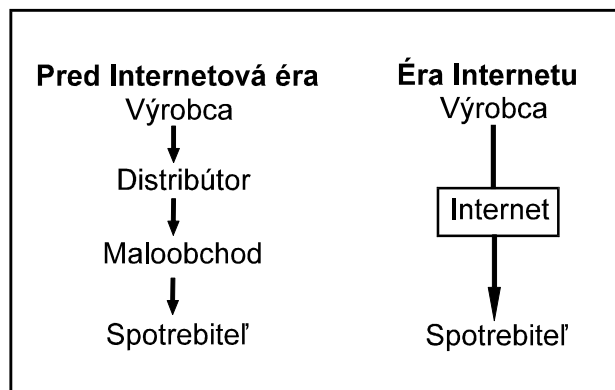 Pred Internetová éra
Výrobca
Distribútor
Maloobchod
Spotrebiteľ
Éra Internetu
Výrobca
Internet
Spotrebiteľ